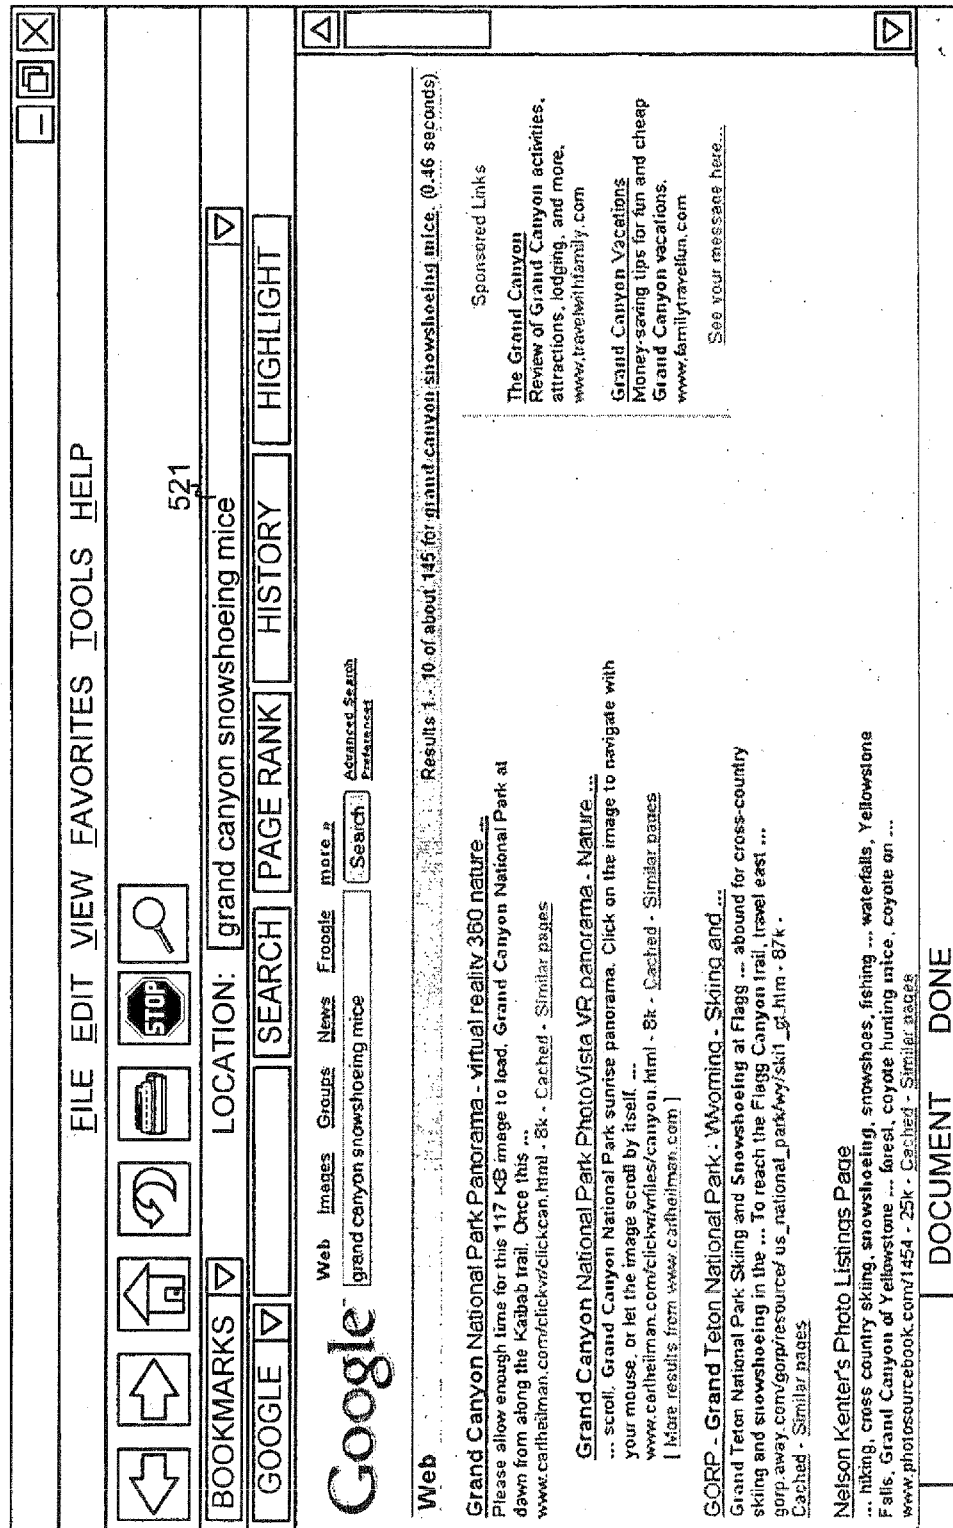 FILE EDIT VIEW FAVORITES TOOLS HELP
STOP
521
BOOKMARKS LOCATION: grand canyon snowshoeing mice
GOOGLE SEARCH PAGE RANK HISTORY HIGHLIGHT
Google
Web Images Groups News Froogle more »
grand canyon snowshoeing mice Search Advanced Search
Preferences
Web Results 1 - 10 of about 145 for grand canyon snowshoeing mice. (0.46 seconds)
Grand Canyon National Park Panorama - virtual reality 360 nature ...
Please allow enough time for this 117 KB image to load. Grand Canyon National Park at
dawn from along the Kaibab trail. Once this ...
www.carlheilman.com/clickvr/clickcan.html - 8k - Cached - Similar pages
Grand Canyon National Park PhotoVista VR panorama - Nature ...
... scroll. Grand Canyon National Park sunrise panorama. Click on the image to navigate with
your mouse, or let the image scroll by itself. ...
www.carlheilman.com/clickvr/vrfiles/canyon.html - 8k - Cached - Similar pages
[ More results from www.carlheilman.com ]
GORP - Grand Teton National Park - Wyoming - Skiing and ...
Grand Teton National Park Skiing and Snowshoeing at Flagg ... abound for cross-country
skiing and snowshoeing in the ... To reach the Flagg Canyon trail, travel east ...
gorp.away.com/gorp/resource/us_national_park/wy/ski1_gt.htm - 87k -
Cached - Similar pages
Nelson Kenter's Photo Listings Page
... hiking, cross country skiing, snowshoeing, snowshoes, fishing ... waterfalls, Yellowstone
Falls, Grand Canyon of Yellowstone ... forest, coyote hunting mice, coyote on ...
www.photosourcebook.com/1454 - 25k - Cached - Similar pages
Sponsored Links
The Grand Canyon
Review of Grand Canyon activities,
attractions, lodging, and more.
www.travelwithfamily.com
Grand Canyon Vacations
Money-saving tips for fun and cheap
Grand Canyon vacations.
www.familytravelfun.com
See your message here...
DOCUMENT DONE